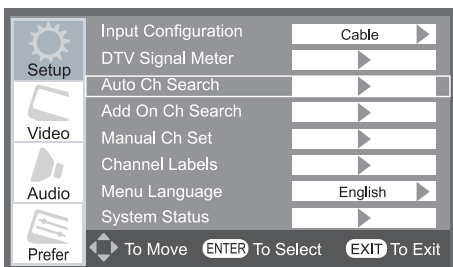 Setup
Video
Audio
Prefer
Input Configuration Cable
DTV Signal Meter
Auto Ch Search
Add On Ch Search
Manual Ch Set
Channel Labels
Menu Language English
System Status
To Move ENTER To Select EXIT To Exit